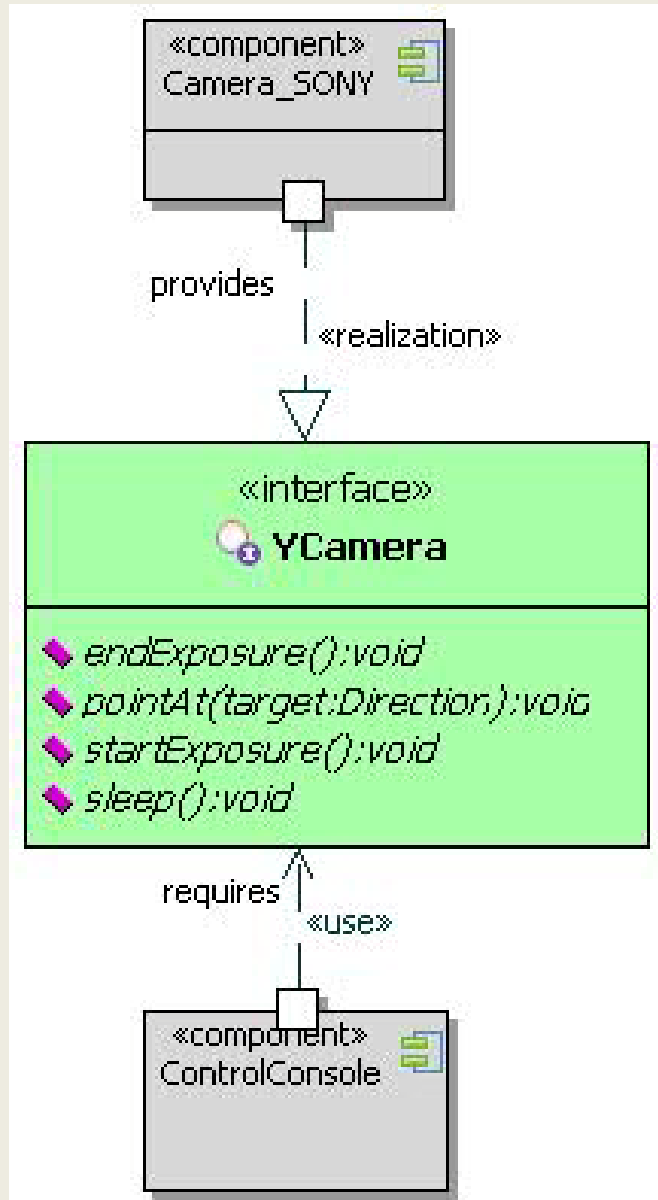 «component»
Camera_SONY
provides
«realization»
«interface»
YCamera
endExposure():void
pointAt(target:Direction):void
startExposure():void
sleep():void
requires
«use»
«component»
ControlConsole